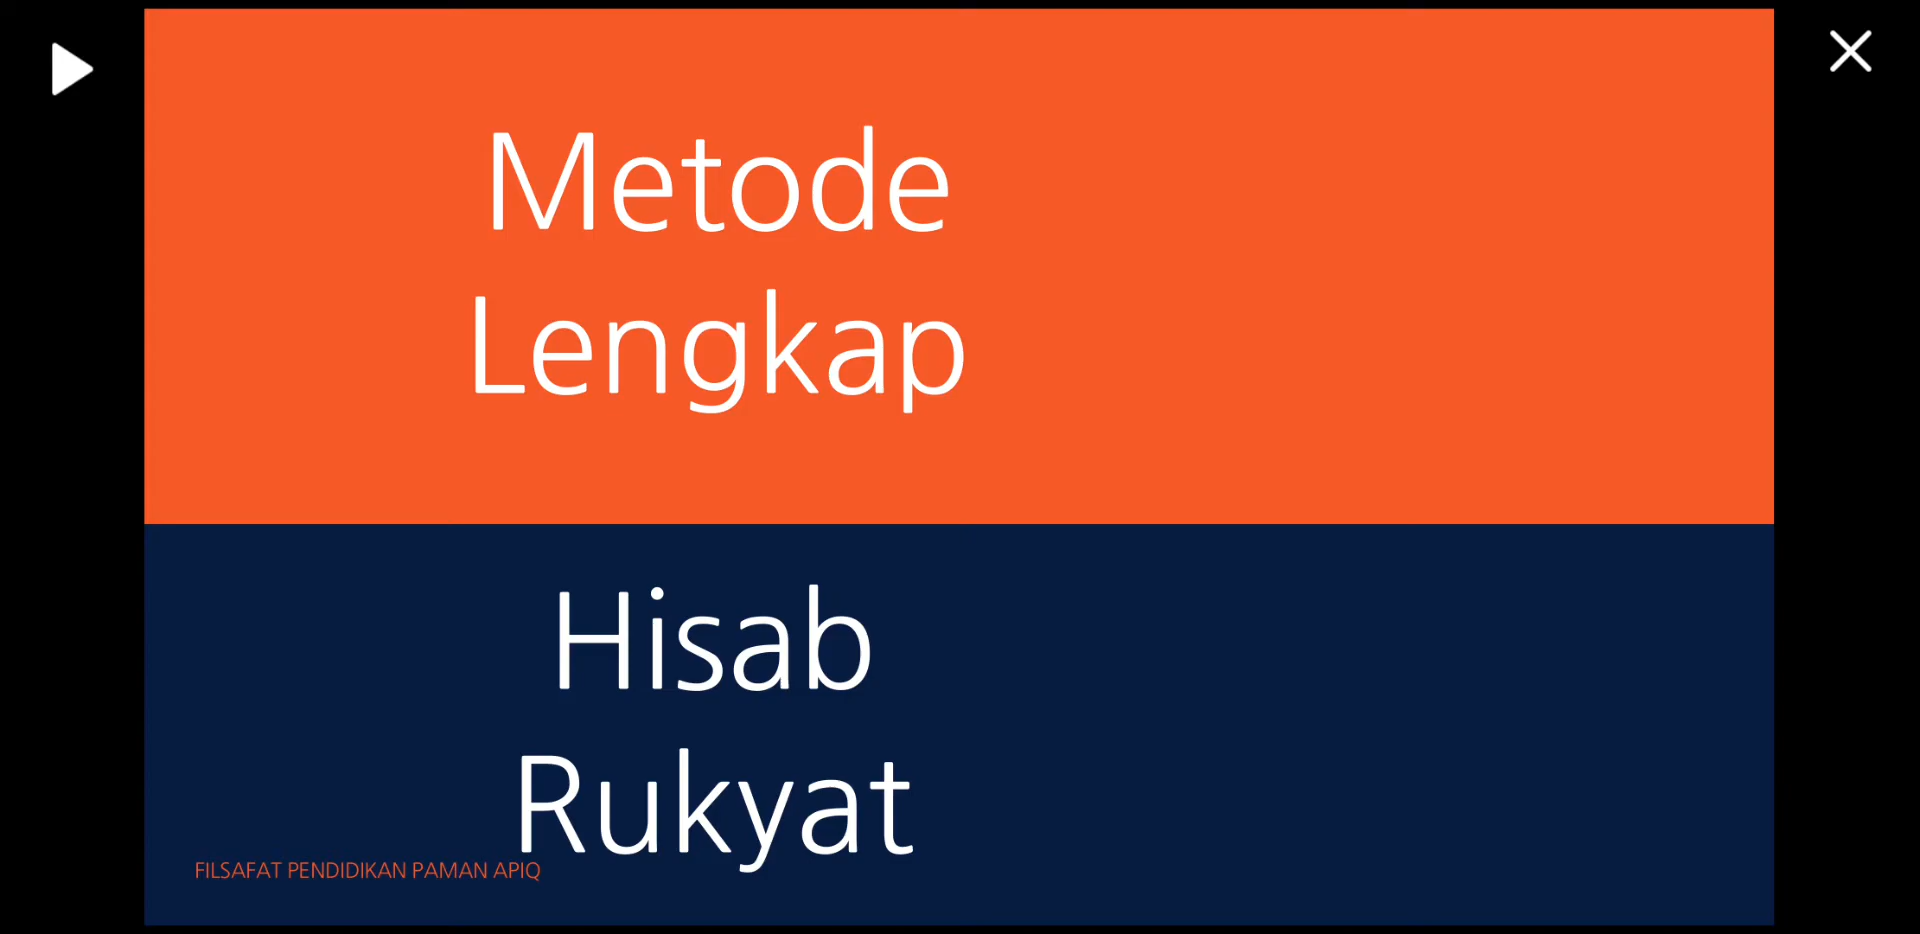 Metode
Lengkap
Hisab
Rukyat
FILSAFAT PENDIDIKAN PAMAN APIQ